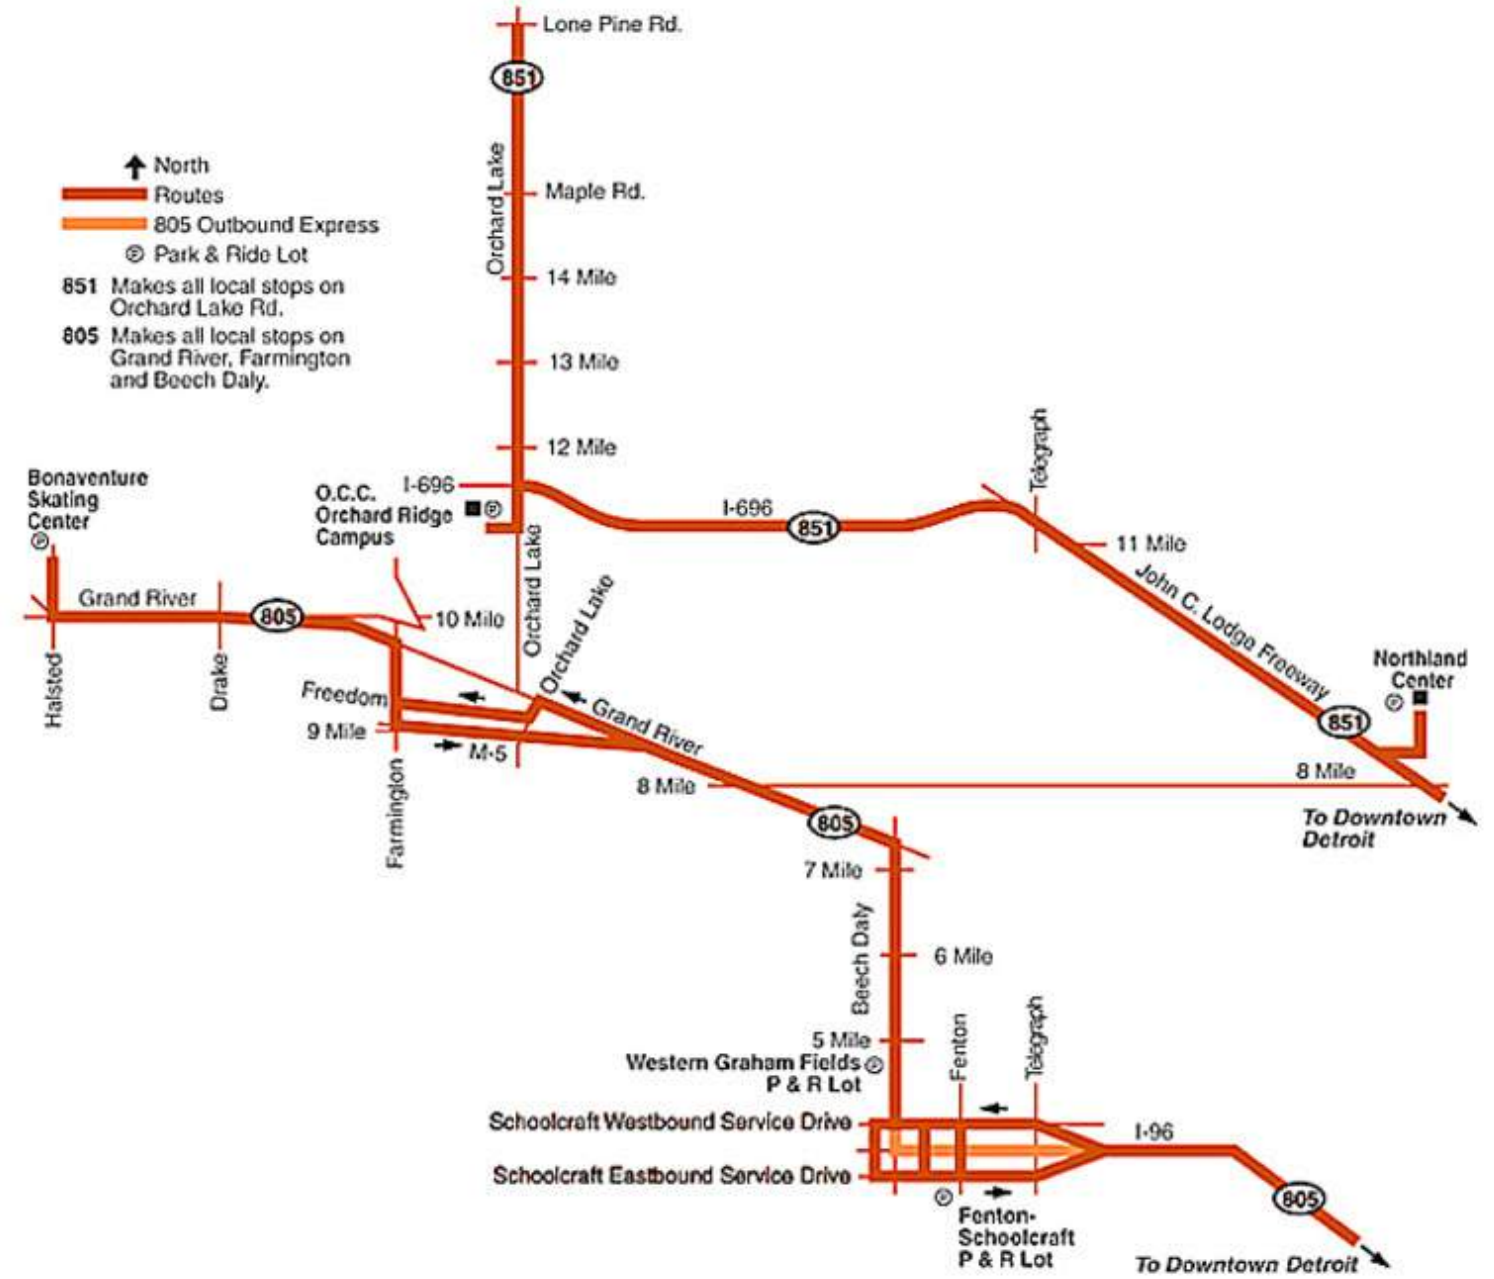 Lone Pine Rd.
851
Orchard Lake
North
Routes
805 Outbound Express
P Park & Ride Lot
851 Makes all local stops on
Orchard Lake Rd.
805 Makes all local stops on
Grand River, Farmington
and Beech Daly.
Maple Rd.
14 Mile
13 Mile
12 Mile
Telegraph
Bonaventure
Skating
Center
P
O.C.C.
Orchard Ridge
Campus
I-696
P
I-696
851
11 Mile
John C. Lodge Freeway
Grand River
805
10 Mile
Orchard Lake
Orchard Lake
Halsted
Drake
Freedom
9 Mile
M-5
Farmington
Grand River
Northland
Center
P
851
8 Mile
8 Mile
To Downtown
Detroit
805
7 Mile
Beech Daly
6 Mile
5 Mile
Western Graham Fields P
P & R Lot
Fenton
Telegraph
Schoolcraft Westbound Service Drive
I-96
Schoolcraft Eastbound Service Drive
P
Fenton-
Schoolcraft
P & R Lot
805
To Downtown Detroit